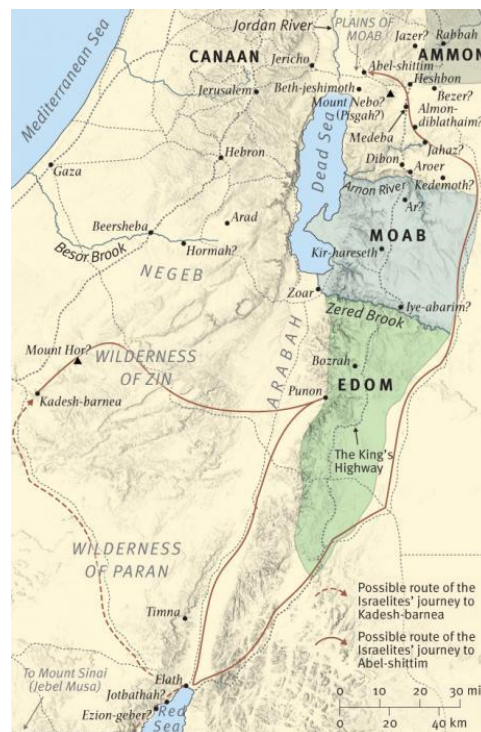 Jordan River
PLAINS OF
MOAB
Jazer?
Rabbah
AMMON
CANAAN
Jericho
Abel-shittim
Heshbon
Jerusalem
Beth-jeshimoth
Mount Nebo?
(Pisgah?)
Bezer?
Almon-
diblathaim?
Medeba
Jahaz?
Mediterranean Sea
Dead Sea
Hebron
Dibon
Aroer
Gaza
Arnon River
Kedemoth?
Ar?
Arad
Beersheba
MOAB
Besor Brook
Hormah?
Kir-hareseth
NEGEB
Zoar
Iye-abarim?
Zered Brook
Mount Hor?
WILDERNESS
OF ZIN
ARABAH
Bozrah
EDOM
Kadesh-barnea
Punon
The King's
Highway
WILDERNESS
OF PARAN
Possible route of the
Israelites' journey to
Kadesh-barnea
Timna
Possible route of the
Israelites' journey to
Abel-shittim
To Mount Sinai
(Jebel Musa)
Elath
Jotbathah?
Ezion-geber?
Red
Sea
0 10 20 30 mi
0 20 40 km